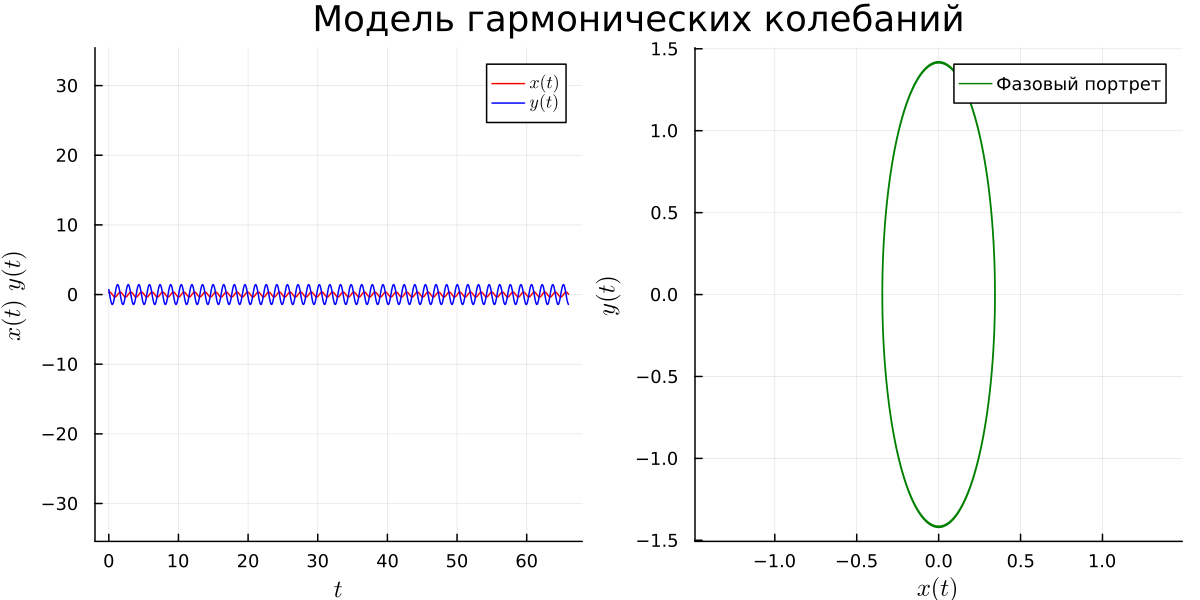 Модель гармонических колебаний
x(t) y(t)
30
20
10
0
−10
−20
−30
0 10 20 30 40 50 60
t
x(t)
y(t)
y(t)
1.5
1.0
0.5
0.0
−0.5
−1.0
−1.5
−1.0 −0.5 0.0 0.5 1.0
x(t)
Фазовый портрет